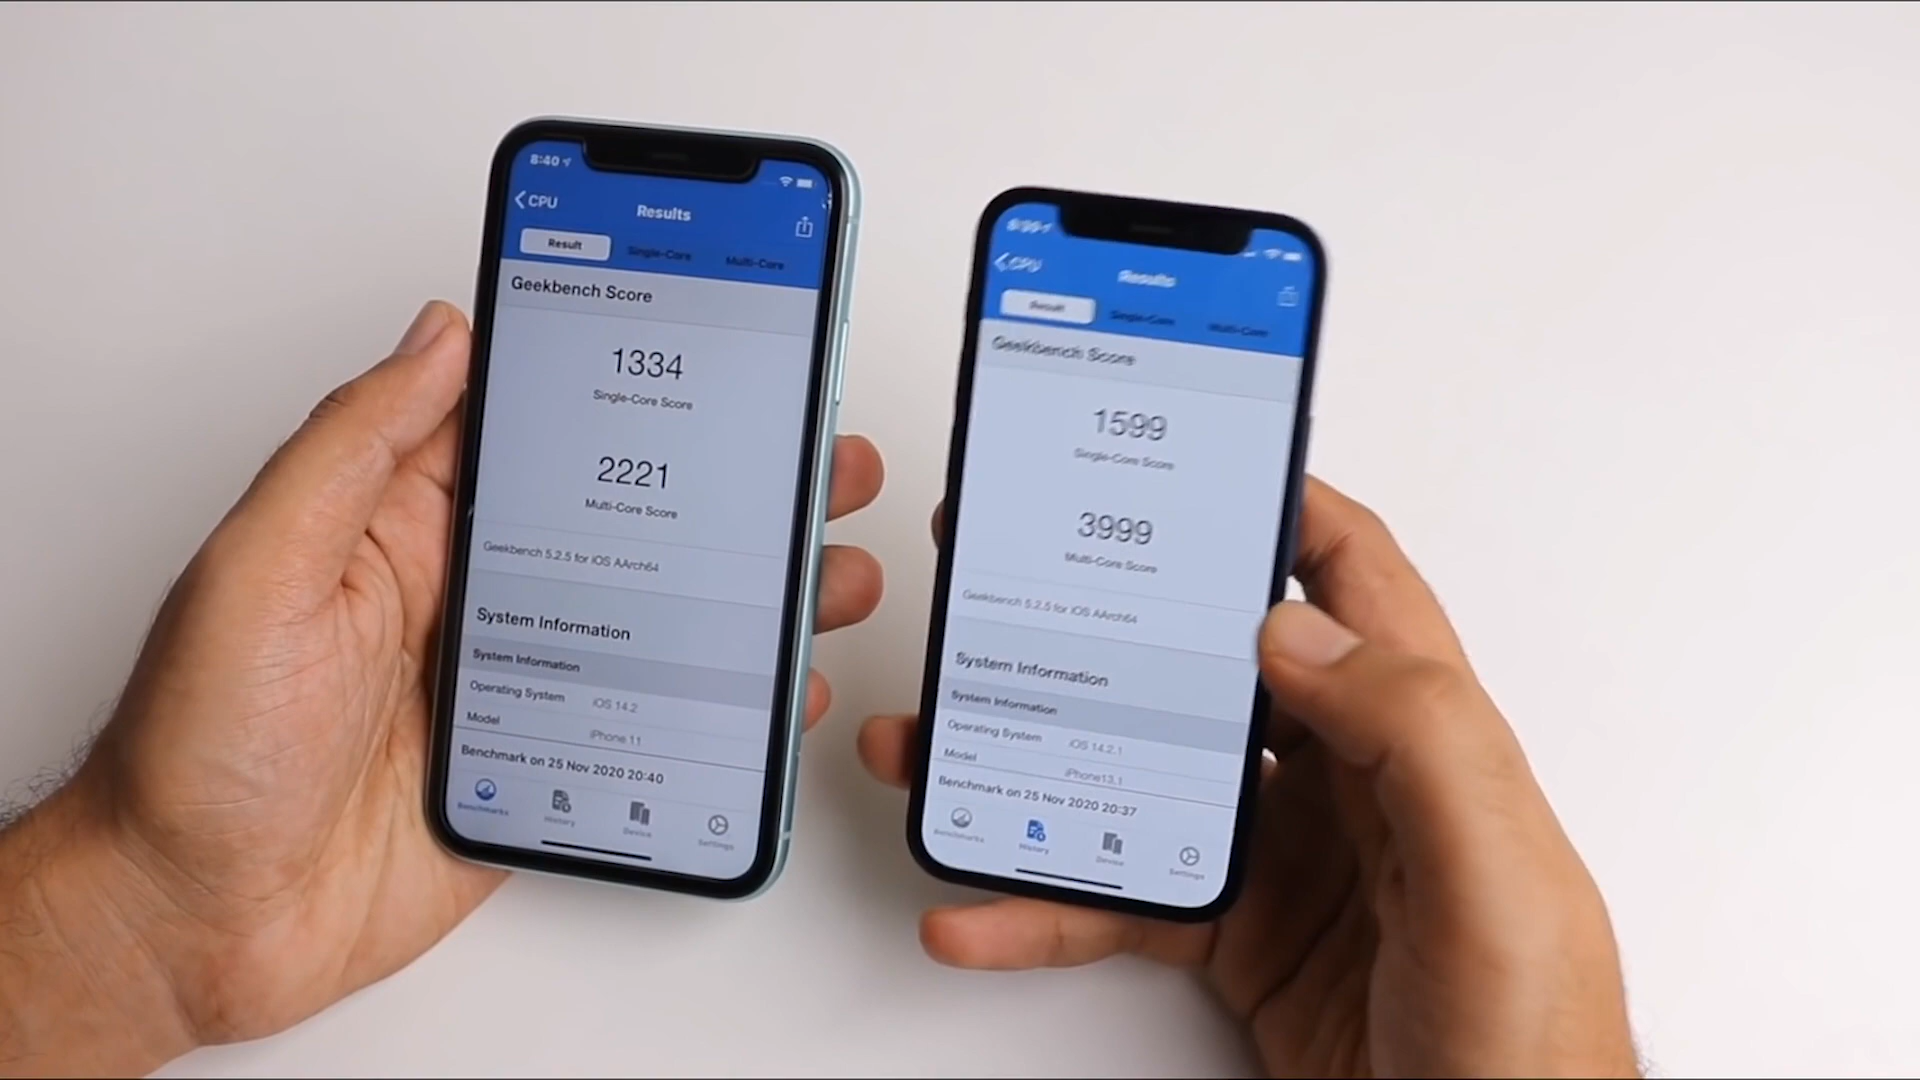 8:40
CPU
Results
Result Single-Core Multi-Core
Geekbench Score
1334
Single-Core Score
2221
Multi-Core Score
Geekbench 5.2.5 for iOS AArch64
System Information
System Information
Operating System iOS 14.2
Model iPhone 11
Benchmark on 25 Nov 2020 20:40
Benchmarks History Device Settings
CPU
Results
Result Single-Core Multi-Core
Geekbench Score
1599
Single-Core Score
3999
Multi-Core Score
Geekbench 5.2.5 for iOS AArch64
System Information
System Information
Operating System iOS 14.2.1
Model iPhone13,1
Benchmark on 25 Nov 2020 20:37
Benchmarks History Device Settings